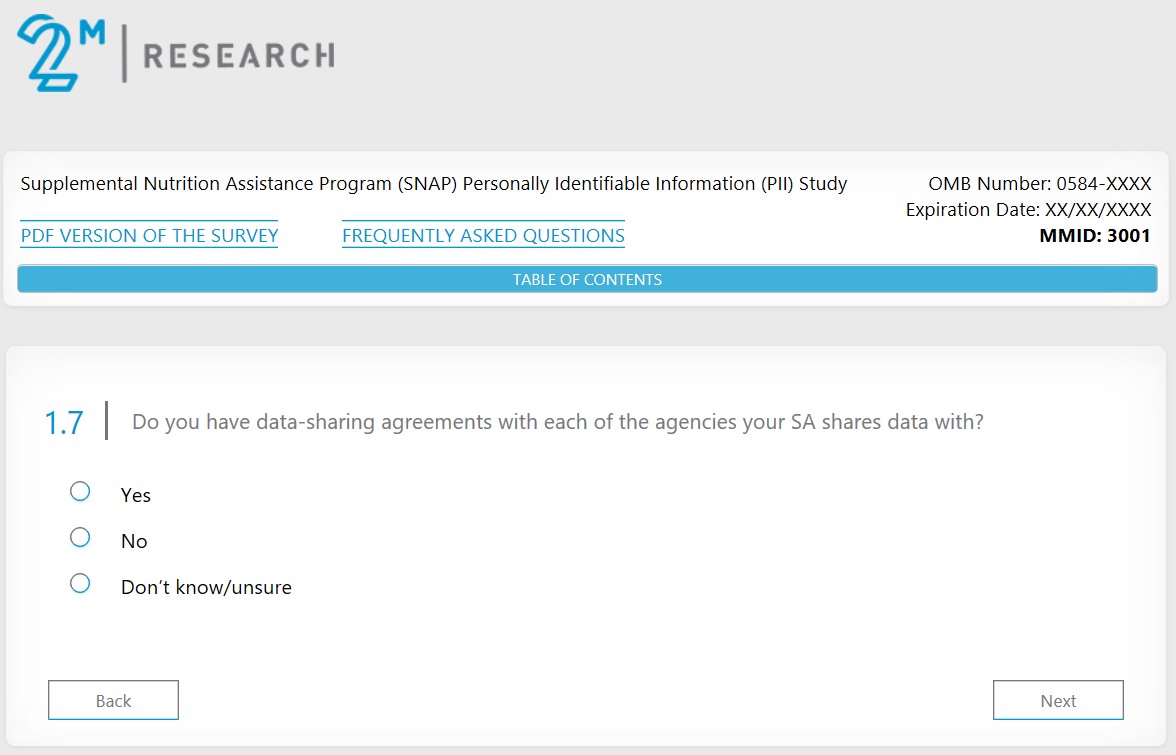 2M RESEARCH
Supplemental Nutrition Assistance Program (SNAP) Personally Identifiable Information (PII) Study
OMB Number: 0584-XXXX
Expiration Date: XX/XX/XXXX
PDF VERSION OF THE SURVEY
FREQUENTLY ASKED QUESTIONS
MMID: 3001
TABLE OF CONTENTS
1.7 Do you have data-sharing agreements with each of the agencies your SA shares data with?
Yes
No
Don't know/unsure
Back
Next